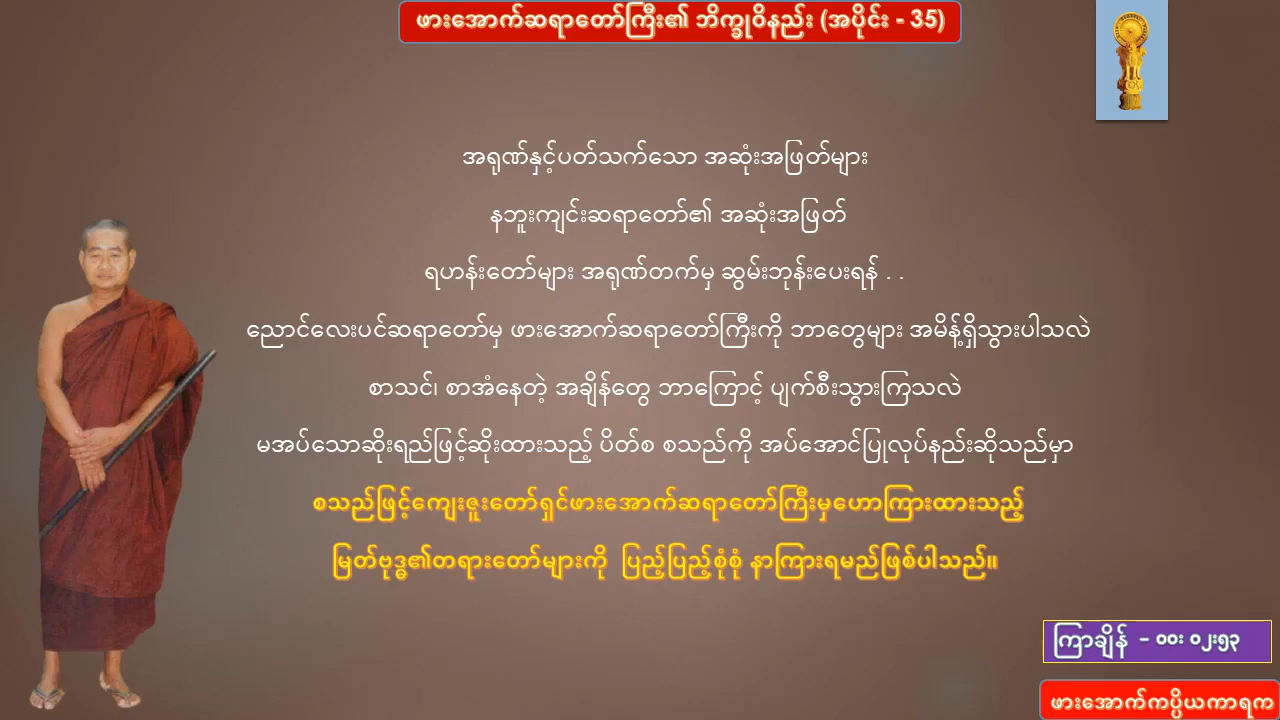 ဖားအောက်ဆရာတော်ကြီး၏ ဘိက္ခုဝိနည်း (အပိုင်း - 35)
အရုဏ်နှင့်ပတ်သက်သော အဆုံးအဖြတ်များ
နဘူးကျင်းဆရာတော်၏ အဆုံးအဖြတ်
ရဟန်းတော်များ အရုဏ်တက်မှ ဆွမ်းဘုန်းပေးရန် . .
ညောင်လေးပင်ဆရာတော်မှ ဖားအောက်ဆရာတော်ကြီးကို ဘာတွေများ အမိန့်ရှိသွားပါသလဲ
စာသင်၊ စာအံနေတဲ့ အချိန်တွေ ဘာကြောင့် ပျက်စီးသွားကြသလဲ
မအပ်သောဆိုးရည်ဖြင့်ဆိုးထားသည့် ပိတ်စ စသည်ကို အပ်အောင်ပြုလုပ်နည်းဆိုသည်မှာ
စသည်ဖြင့်ကျေးဇူးတော်ရှင်ဖားအောက်ဆရာတော်ကြီးမှဟောကြားထားသည့်
မြတ်ဗုဒ္ဓ၏တရားတော်များကို ပြည့်ပြည့်စုံစုံ နာကြားရမည်ဖြစ်ပါသည်။
ကြာချိန် - ၀၀း ၀၂း၅၃
ဖားအောက်ကပ္ပိယကာရက